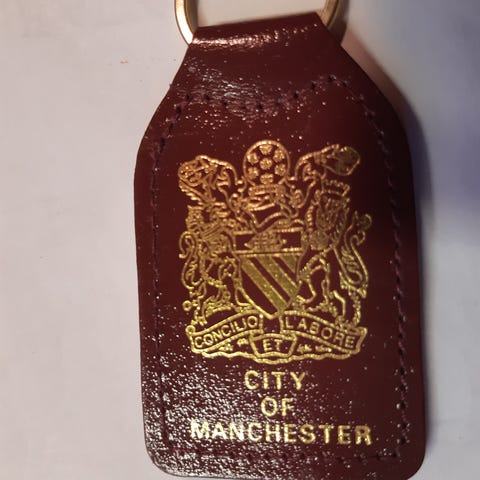 CONCILIO ET LABORE
CITY
OF
MANCHESTER